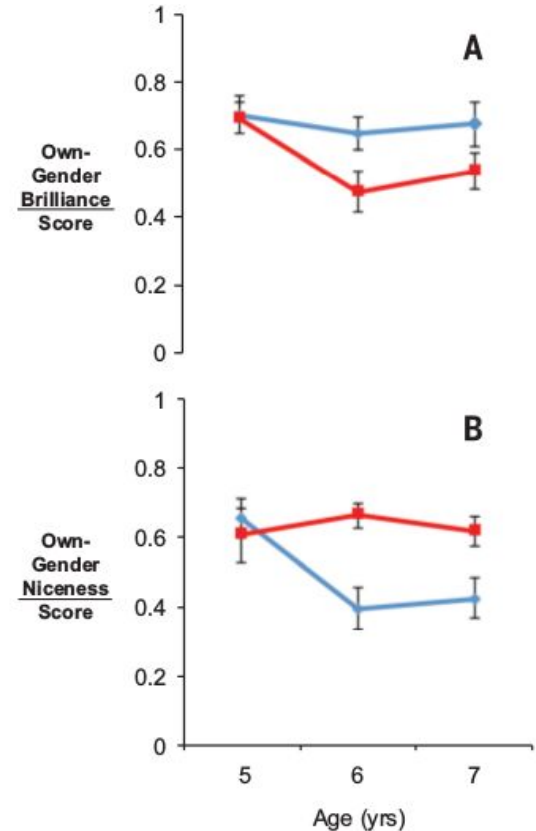 1
A
0.8
0.6
Own-
Gender
Brilliance
Score
0.4
0.2
0
1
B
0.8
0.6
Own-
Gender
Niceness
Score
0.4
0.2
0
5 6 7
Age (yrs)